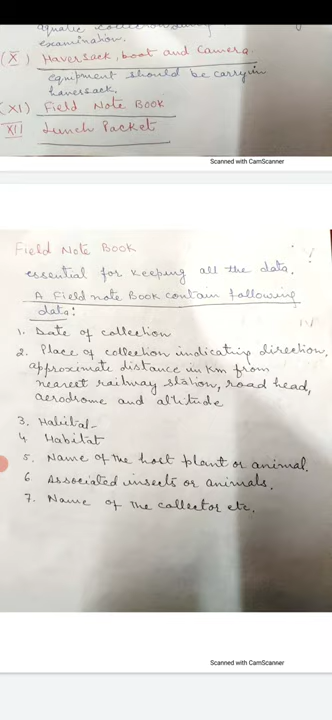 aquatic collection
examination.
(X) Haversack, boot and Camera
equipment should be carry in
haversack.
(XI) Field Note Book
XII Lunch Packet
Scanned with CamScanner
Field Note Book
essential for keeping all the data.
A Field note Book contain following
data:
1. Date of collection
2. Place of collection indicating direction,
approximate distance in Km from
nearest railway station, road head,
aerodrome and altitude
3. Habital
4. Habitat
5. Name of the host plant or animal.
6. Associated insects or animals.
7. Name of the collector etc.
Scanned with CamScanner